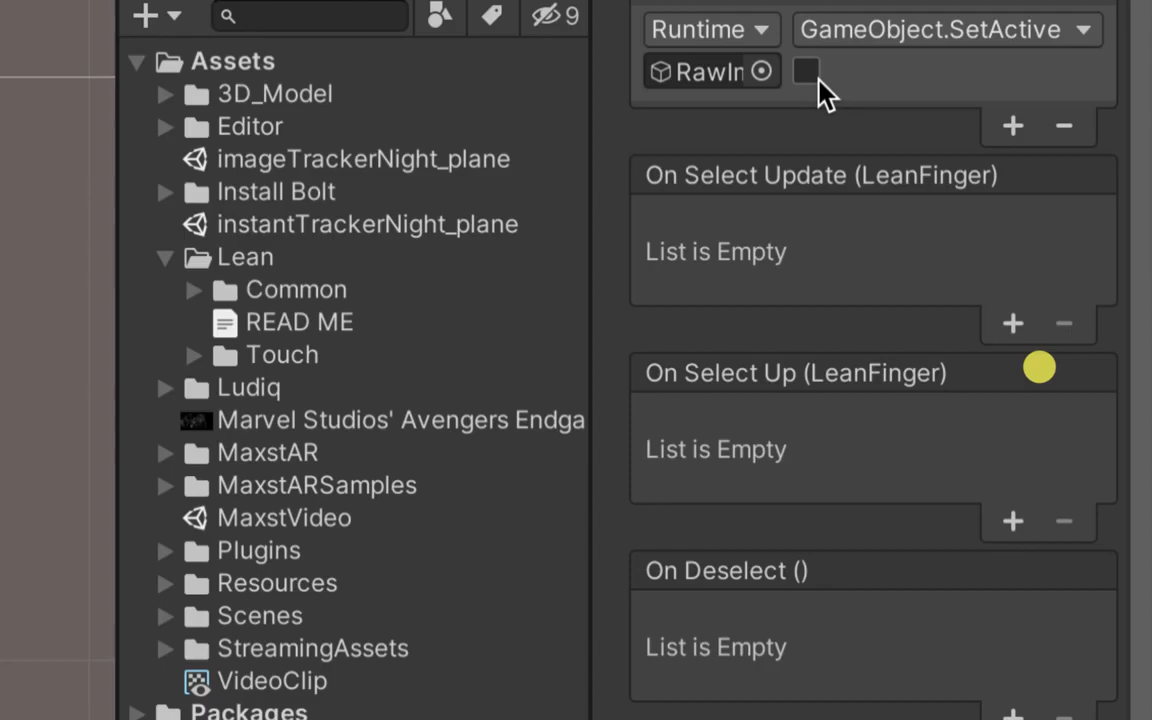 9
Assets
3D_Model
Editor
imageTrackerNight_plane
Install Bolt
instantTrackerNight_plane
Lean
Common
READ ME
Touch
Ludiq
Marvel Studios' Avengers Endga
MaxstAR
MaxstARSamples
MaxstVideo
Plugins
Resources
Scenes
StreamingAssets
VideoClip
Packages
Runtime
GameObject.SetActive
RawIn
On Select Update (LeanFinger)
List is Empty
On Select Up (LeanFinger)
List is Empty
On Deselect ()
List is Empty